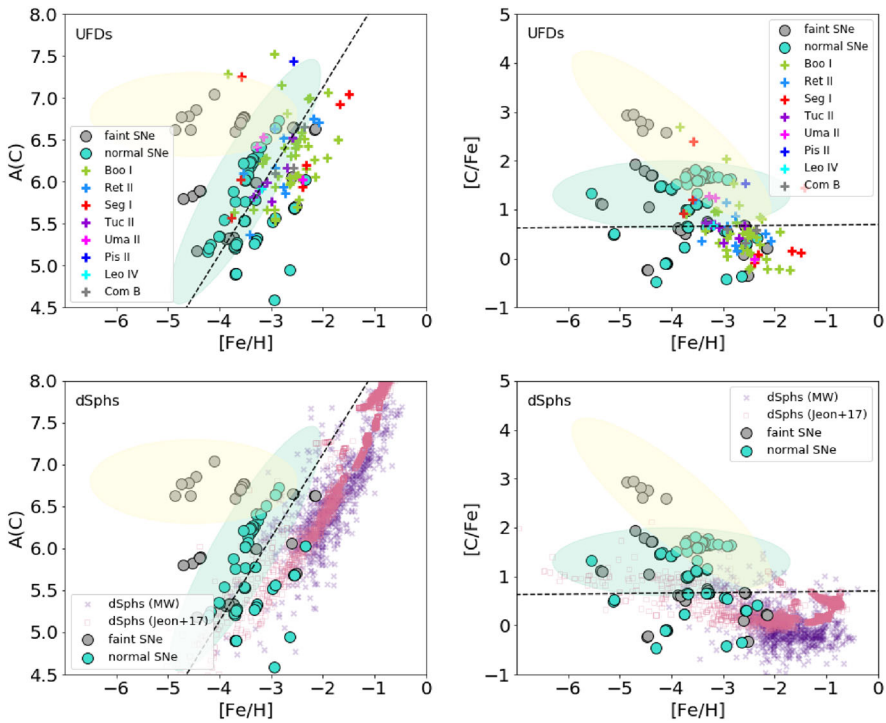 UFDs
8.0
7.5
7.0
6.5
6.0
5.5
5.0
4.5
A(C)
faint SNe
normal SNe
Boo I
Ret II
Seg I
Tuc II
Uma II
Pis II
Leo IV
Com B
−6 −5 −4 −3 −2 −1 0
[Fe/H]
UFDs
5
4
3
2
1
0
−1
[C/Fe]
faint SNe
normal SNe
Boo I
Ret II
Seg I
Tuc II
Uma II
Pis II
Leo IV
Com B
−6 −5 −4 −3 −2 −1 0
[Fe/H]
dSphs
8.0
7.5
7.0
6.5
6.0
5.5
5.0
4.5
A(C)
dSphs (MW)
dSphs (Jeon+17)
faint SNe
normal SNe
−6 −5 −4 −3 −2 −1 0
[Fe/H]
dSphs
5
4
3
2
1
0
−1
[C/Fe]
dSphs (MW)
dSphs (Jeon+17)
faint SNe
normal SNe
−6 −5 −4 −3 −2 −1 0
[Fe/H]